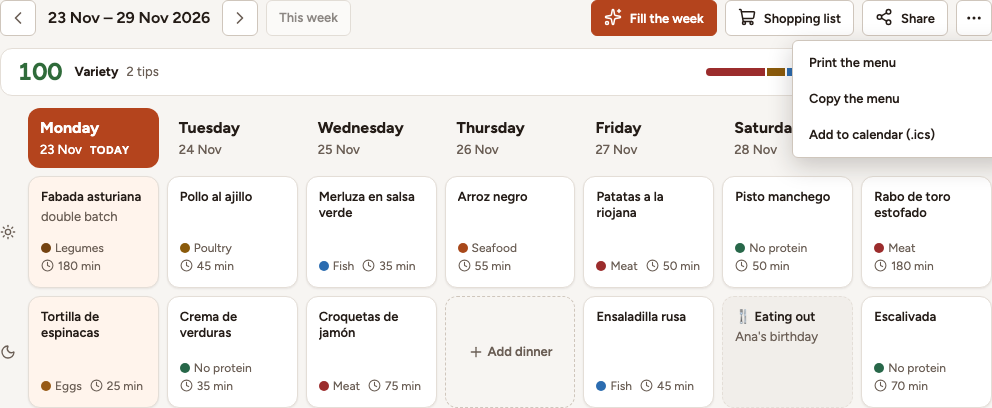 23 Nov – 29 Nov 2026
This week
Fill the week
Shopping list
Share
Print the menu
Copy the menu
Add to calendar (.ics)
100 Variety 2 tips
Monday
23 Nov TODAY
Tuesday
24 Nov
Wednesday
25 Nov
Thursday
26 Nov
Friday
27 Nov
28 Nov
Fabada asturiana
double batch
Legumes
180 min
Pollo al ajillo
Poultry
45 min
Merluza en salsa
verde
Fish 35 min
Arroz negro
Seafood
55 min
Patatas a la
riojana
Meat 50 min
Pisto manchego
No protein
50 min
Rabo de toro
estofado
Meat
180 min
Tortilla de
espinacas
Eggs 25 min
Crema de
verduras
No protein
35 min
Croquetas de
jamón
Meat 75 min
+ Add dinner
Ensaladilla rusa
Fish 45 min
Eating out
Ana's birthday
Escalivada
No protein
70 min